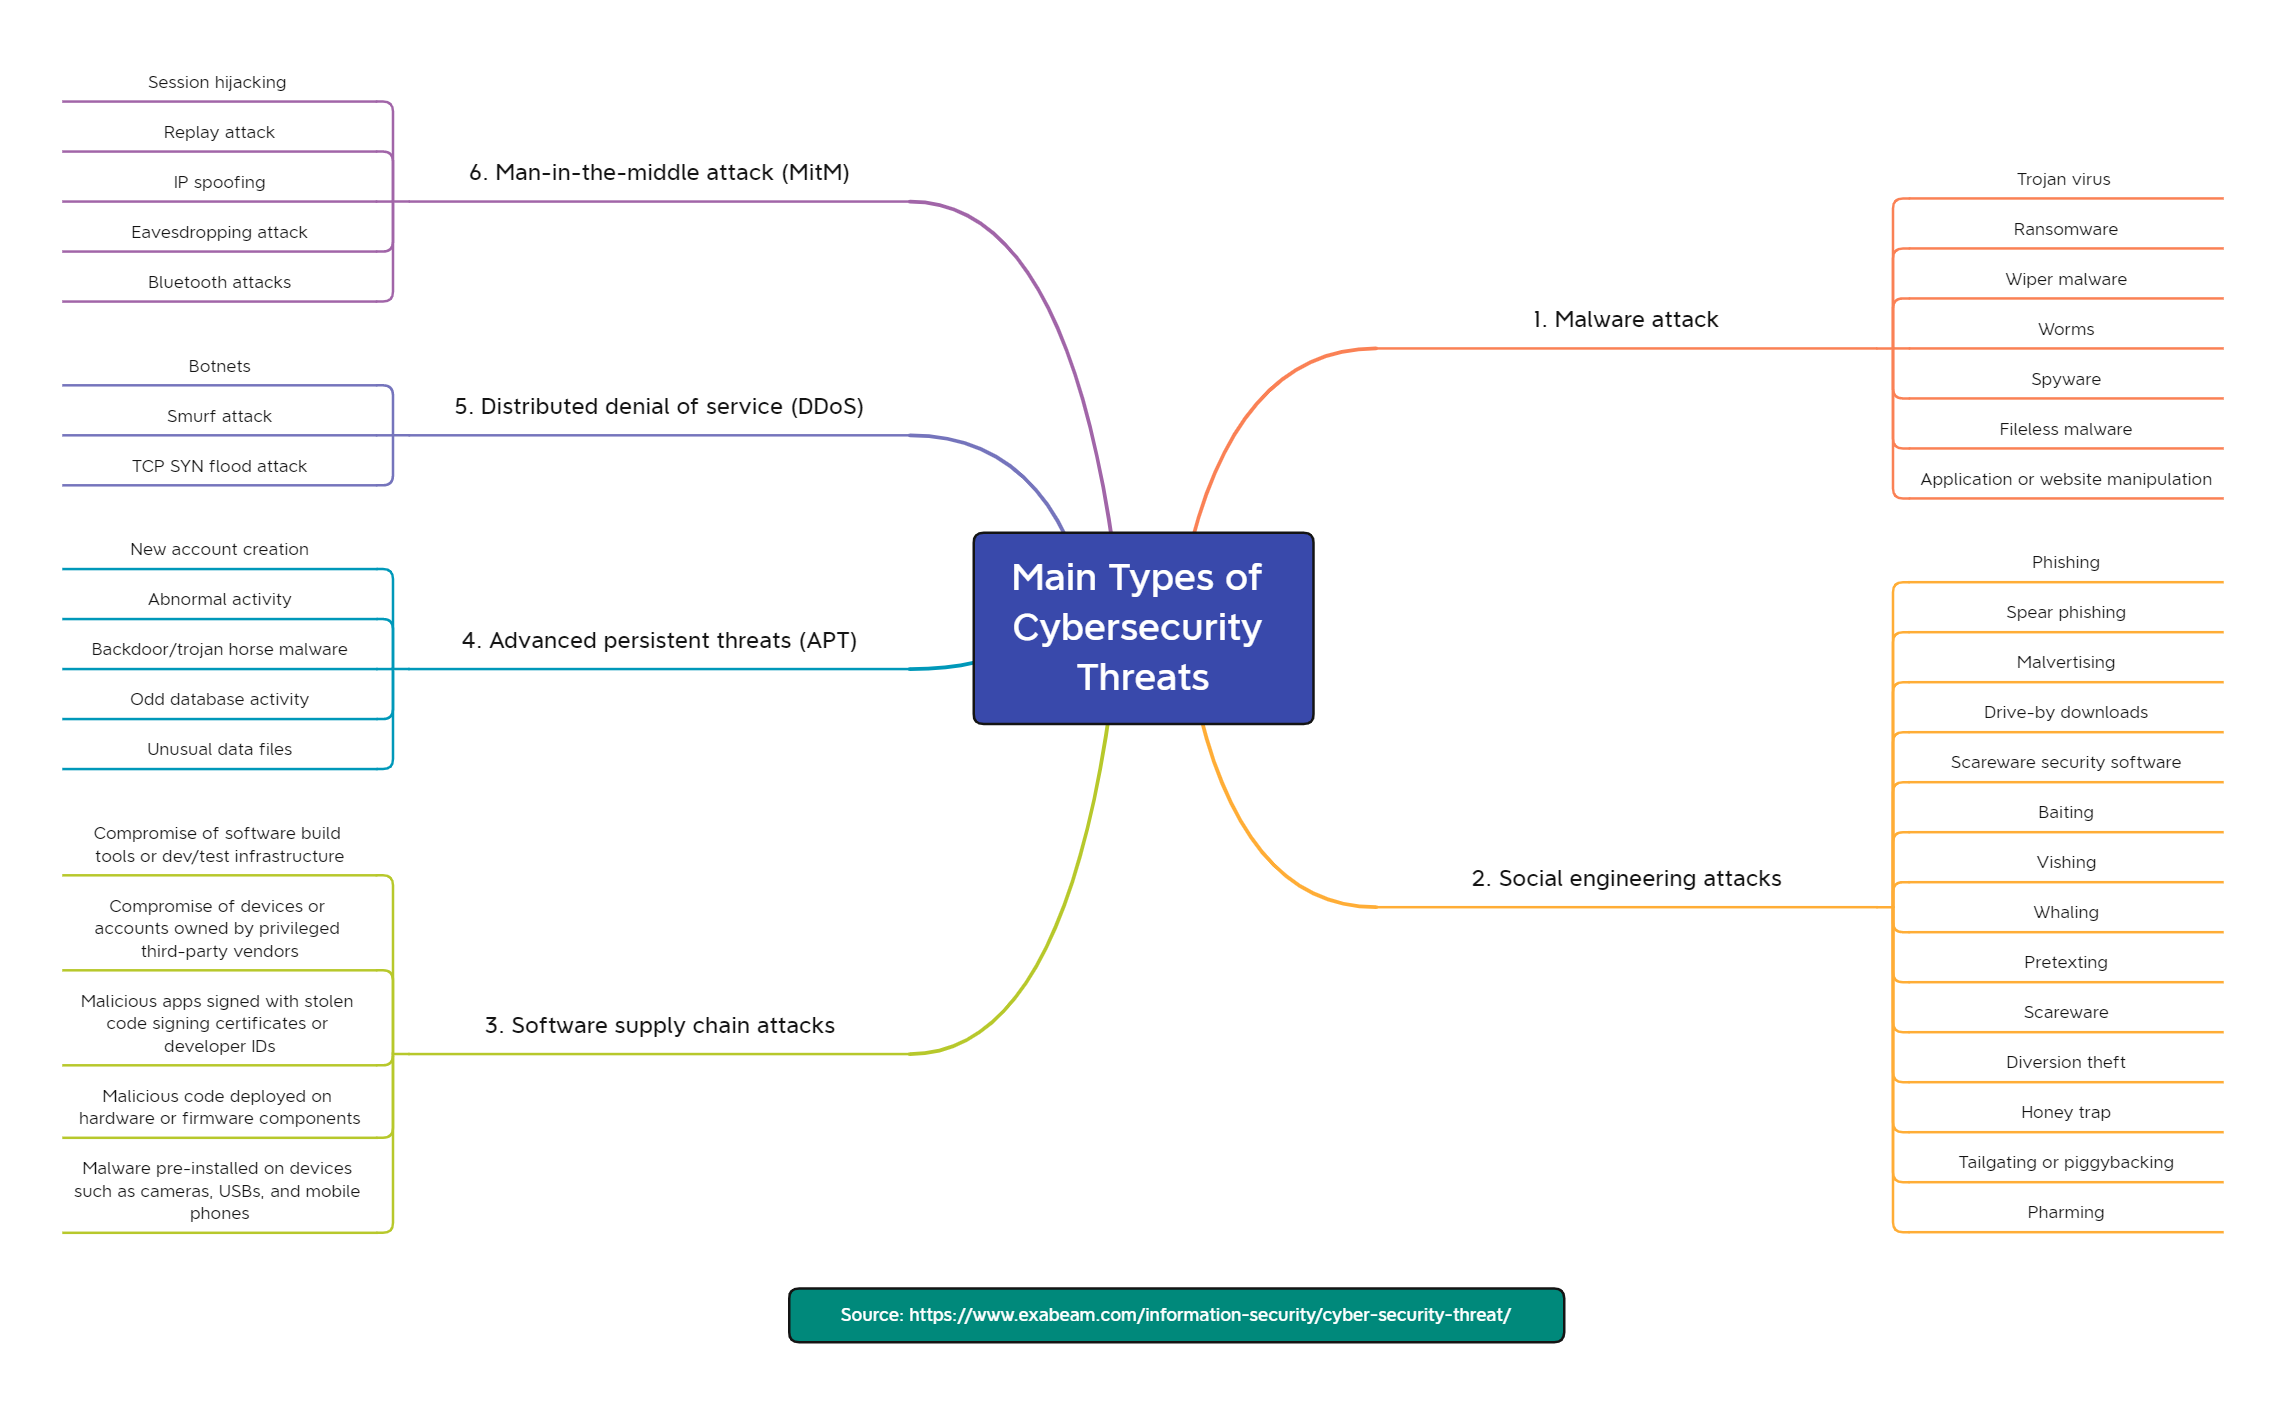 Main Types of
Cybersecurity
Threats
1. Malware attack
Trojan virus
Ransomware
Wiper malware
Worms
Spyware
Fileless malware
Application or website manipulation
2. Social engineering attacks
Phishing
Spear phishing
Malvertising
Drive-by downloads
Scareware security software
Baiting
Vishing
Whaling
Pretexting
Scareware
Diversion theft
Honey trap
Tailgating or piggybacking
Pharming
3. Software supply chain attacks
Compromise of software build
tools or dev/test infrastructure
Compromise of devices or
accounts owned by privileged
third-party vendors
Malicious apps signed with stolen
code signing certificates or
developer IDs
Malicious code deployed on
hardware or firmware components
Malware pre-installed on devices
such as cameras, USBs, and mobile
phones
4. Advanced persistent threats (APT)
New account creation
Abnormal activity
Backdoor/trojan horse malware
Odd database activity
Unusual data files
5. Distributed denial of service (DDoS)
Botnets
Smurf attack
TCP SYN flood attack
6. Man-in-the-middle attack (MitM)
Session hijacking
Replay attack
IP spoofing
Eavesdropping attack
Bluetooth attacks
Source: https://www.exabeam.com/information-security/cyber-security-threat/